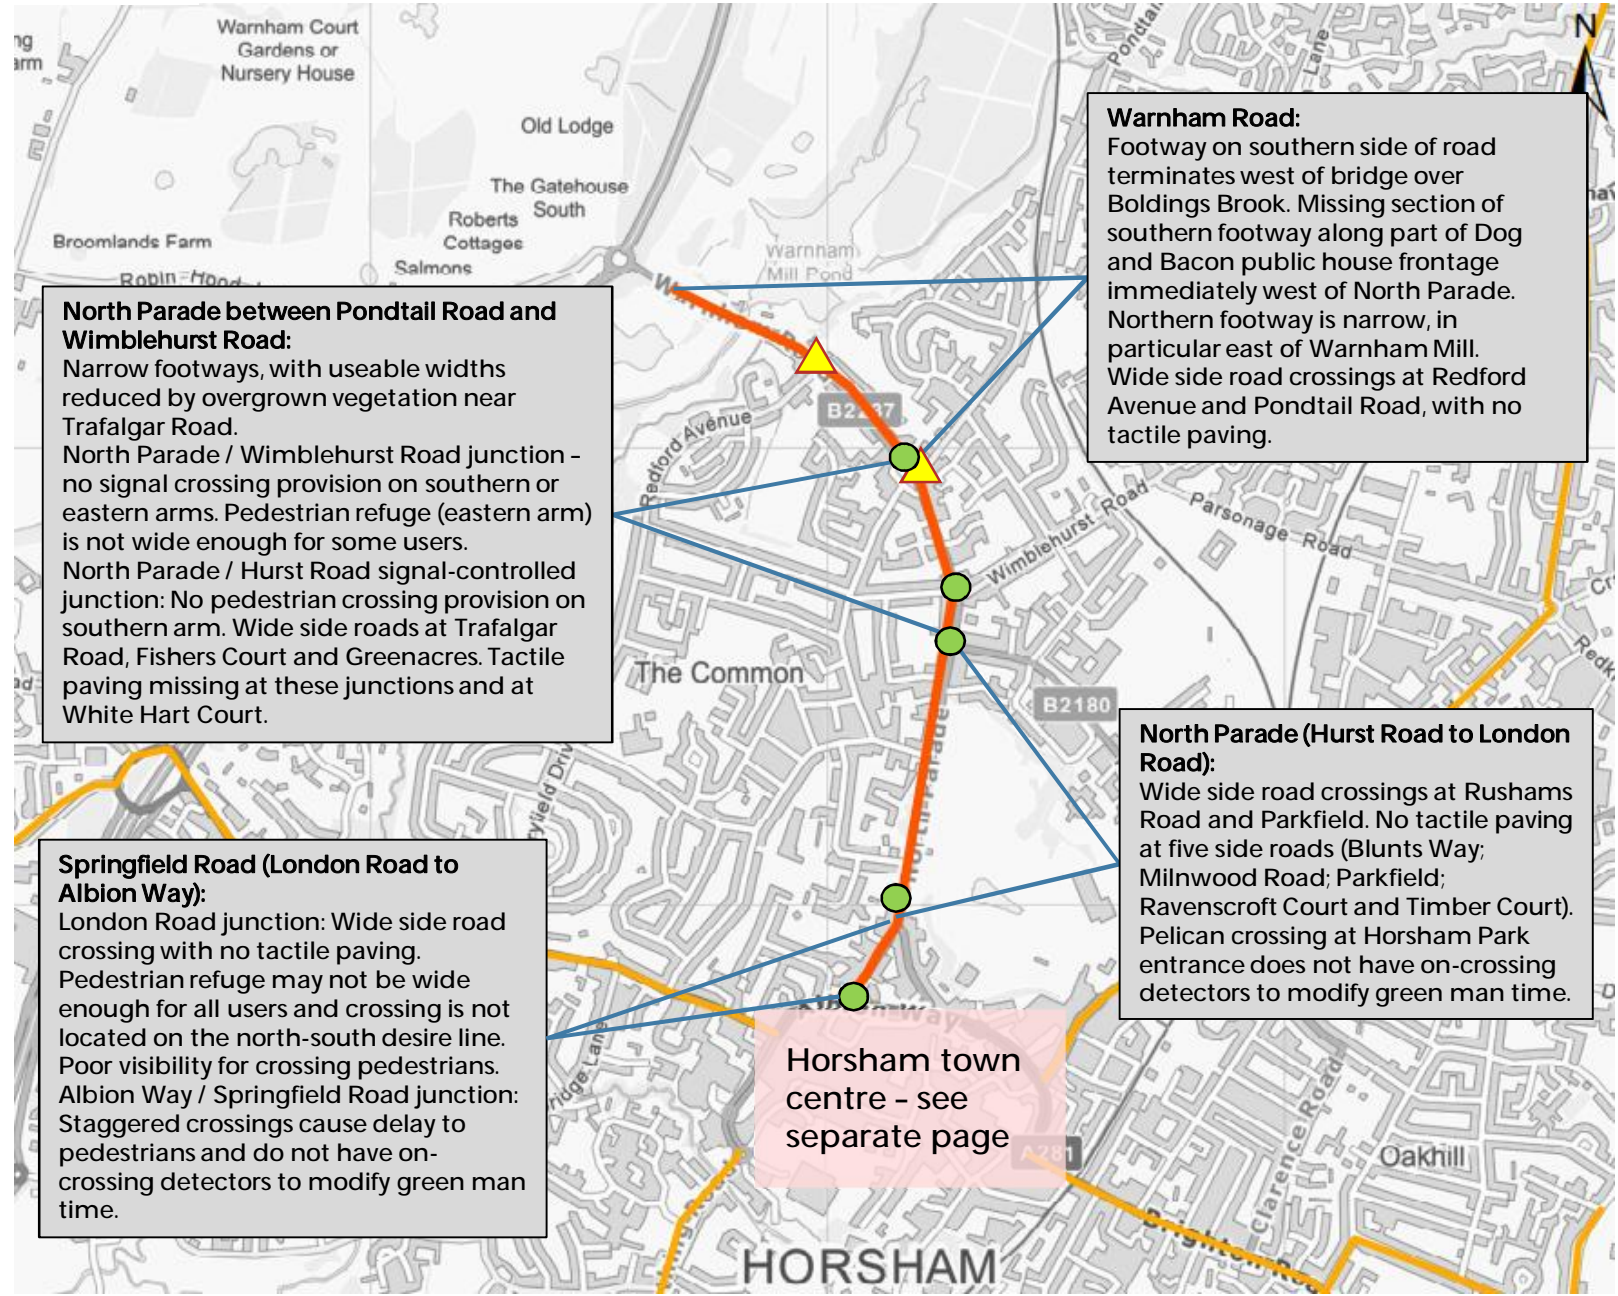 Warnham Court
Gardens or
Nursery House
Old Lodge
The Gatehouse
South
Roberts
Cottages
Salmons
Broomlands Farm
Robin-Hood
Warnham
Mill Pond
Lane
N
Warnham Road:
Footway on southern side of road
terminates west of bridge over
Boldings Brook. Missing section of
southern footway along part of Dog
and Bacon public house frontage
immediately west of North Parade.
Northern footway is narrow, in
particular east of Warnham Mill.
Wide side road crossings at Redford
Avenue and Pondtail Road, with no
tactile paving.
North Parade between Pondtail Road and
Wimblehurst Road:
Narrow footways, with useable widths
reduced by overgrown vegetation near
Trafalgar Road.
North Parade / Wimblehurst Road junction –
no signal crossing provision on southern or
eastern arms. Pedestrian refuge (eastern arm)
is not wide enough for some users.
North Parade / Hurst Road signal-controlled
junction: No pedestrian crossing provision on
southern arm. Wide side roads at Trafalgar
Road, Fishers Court and Greenacres. Tactile
paving missing at these junctions and at
White Hart Court.
Redford Avenue
Wimblehurst Road
Parsonage Road
The Common
B2180
North Parade
North Parade (Hurst Road to London
Road):
Wide side road crossings at Rushams
Road and Parkfield. No tactile paving
at five side roads (Blunts Way;
Milnwood Road; Parkfield;
Ravenscroft Court and Timber Court).
Pelican crossing at Horsham Park
entrance does not have on-crossing
detectors to modify green man time.
Springfield Road (London Road to
Albion Way):
London Road junction: Wide side road
crossing with no tactile paving.
Pedestrian refuge may not be wide
enough for all users and crossing is not
located on the north-south desire line.
Poor visibility for crossing pedestrians.
Albion Way / Springfield Road junction:
Staggered crossings cause delay to
pedestrians and do not have on-
crossing detectors to modify green man
time.
Horsham town
centre – see
separate page
A281
Clarence Road
Oakhill
Brighton Road
HORSHAM